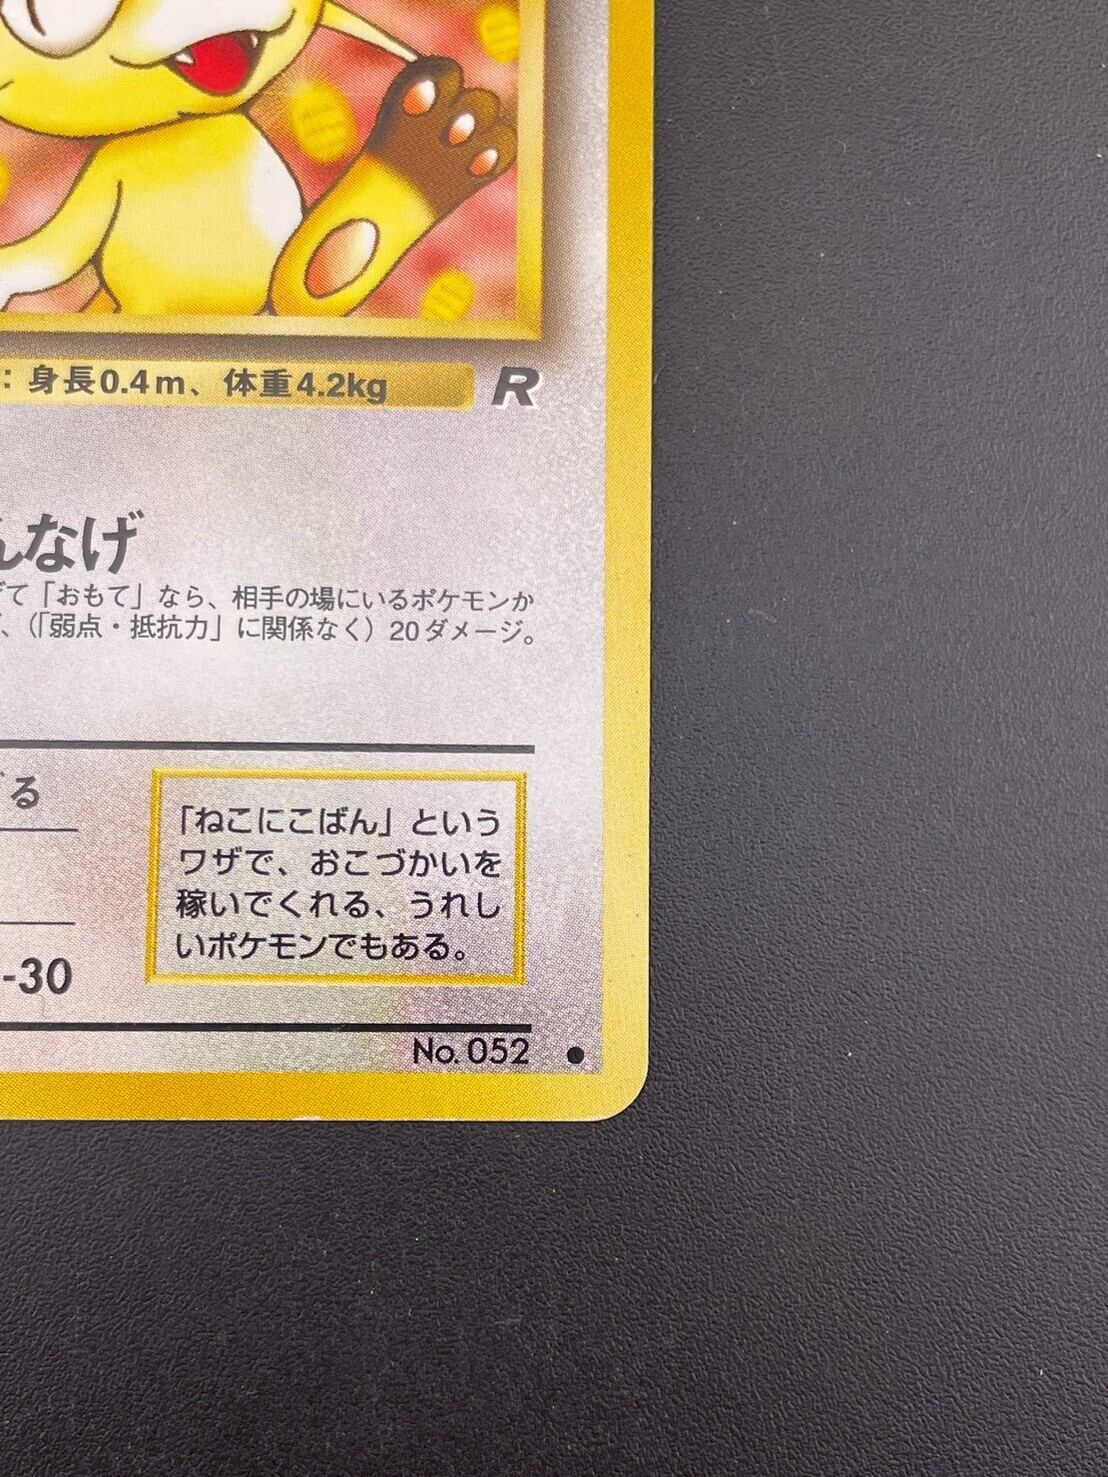 ：身長0.4m、体重4.2kg
R
んなげ
て「おもて」なら、相手の場にいるポケモンか
、（「弱点・抵抗力」に関係なく）20ダメージ。
る
「ねこにこばん」という
ワザで、おこづかいを
稼いでくれる、うれし
いポケモンでもある。
-30
No. 052 ●